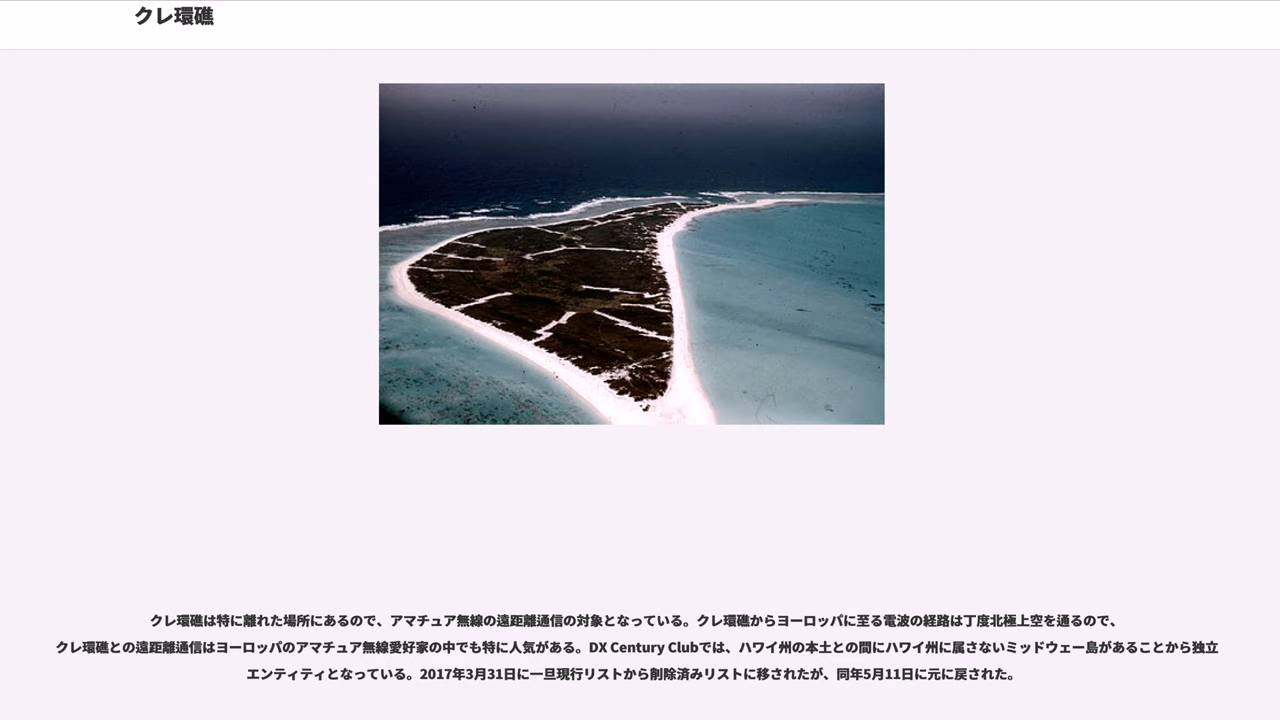 クレ環礁
クレ環礁は特に離れた場所にあるので、アマチュア無線の遠距離通信の対象となっている。クレ環礁からヨーロッパに至る電波の経路は丁度北極上空を通るので、
クレ環礁との遠距離通信はヨーロッパのアマチュア無線愛好家の中でも特に人気がある。DX Century Clubでは、ハワイ州の本土との間にハワイ州に属さないミッドウェー島があることから独立
エンティティとなっている。2017年3月31日に一旦現行リストから削除済みリストに移されたが、同年5月11日に元に戻された。